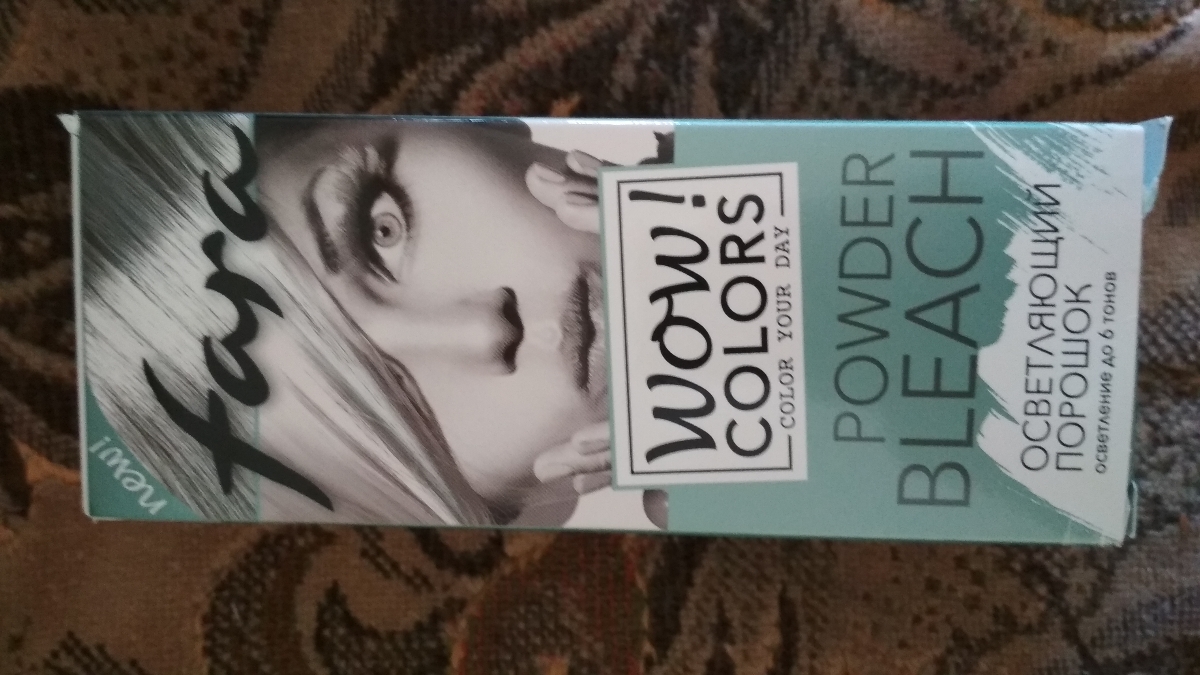 new!
fara
Wow!
COLORS
COLOR YOUR DAY
POWDER
BLEACH
ОСВЕТЛЯЮЩИЙ
ПОРОШОК
осветление до 6 тонов